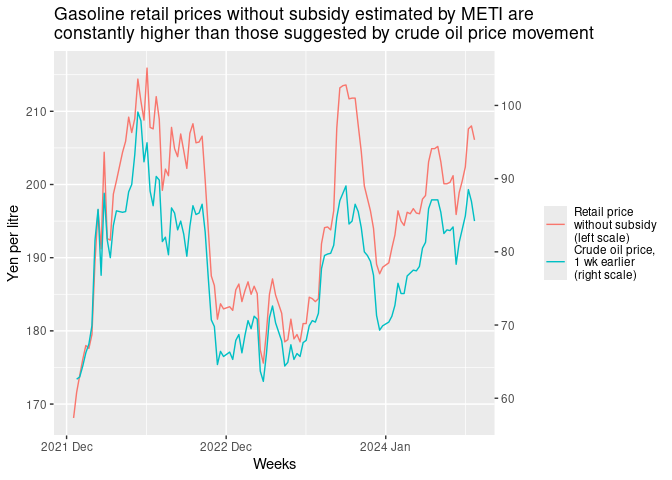 Gasoline retail prices without subsidy estimated by METI are
constantly higher than those suggested by crude oil price movement
Yen per litre
210
200
190
180
170
100
90
80
70
60
2021 Dec
2022 Dec
2024 Jan
Weeks
Retail price
without subsidy
(left scale)
Crude oil price,
1 wk earlier
(right scale)